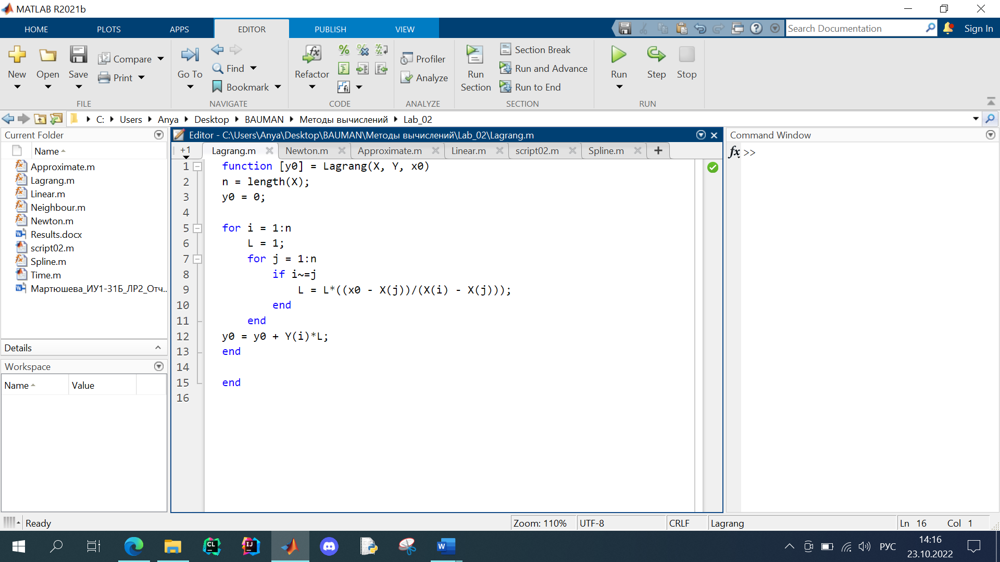 MATLAB R2021b
HOME PLOTS APPS EDITOR PUBLISH VIEW Search Documentation Sign In
New Open Save Compare Print
FILE
Go To Find Bookmark
NAVIGATE
Refactor
CODE
Profiler
Analyze
ANALYZE
Run Section
Section Break
Run and Advance
Run to End
SECTION
Run Step Stop
RUN
C: Users Anya Desktop BAUMAN Методы вычислений Lab_02
Current Folder
Name
Approximate.m
Lagrang.m
Linear.m
Neighbour.m
Newton.m
Results.docx
script02.m
Spline.m
Time.m
Мартюшева_ИУ1-31Б_ЛР2_Отч...
Details
Workspace
Name Value
Editor - C:\Users\Anya\Desktop\BAUMAN\Методы вычислений\Lab_02\Lagrang.m
+1 Lagrang.m Newton.m Approximate.m Linear.m script02.m Spline.m +
1 function [y0] = Lagrang(X, Y, x0)
2 n = length(X);
3 y0 = 0;
4
5 for i = 1:n
6 L = 1;
7 for j = 1:n
8 if i~=j
9 L = L*((x0 - X(j))/(X(i) - X(j)));
10 end
11 end
12 y0 = y0 + Y(i)*L;
13 end
14
15 end
16
Command Window
fx >>
Ready Zoom: 110% UTF-8 CRLF Lagrang Ln 16 Col 1
CL IJ W РУС 14:16
23.10.2022